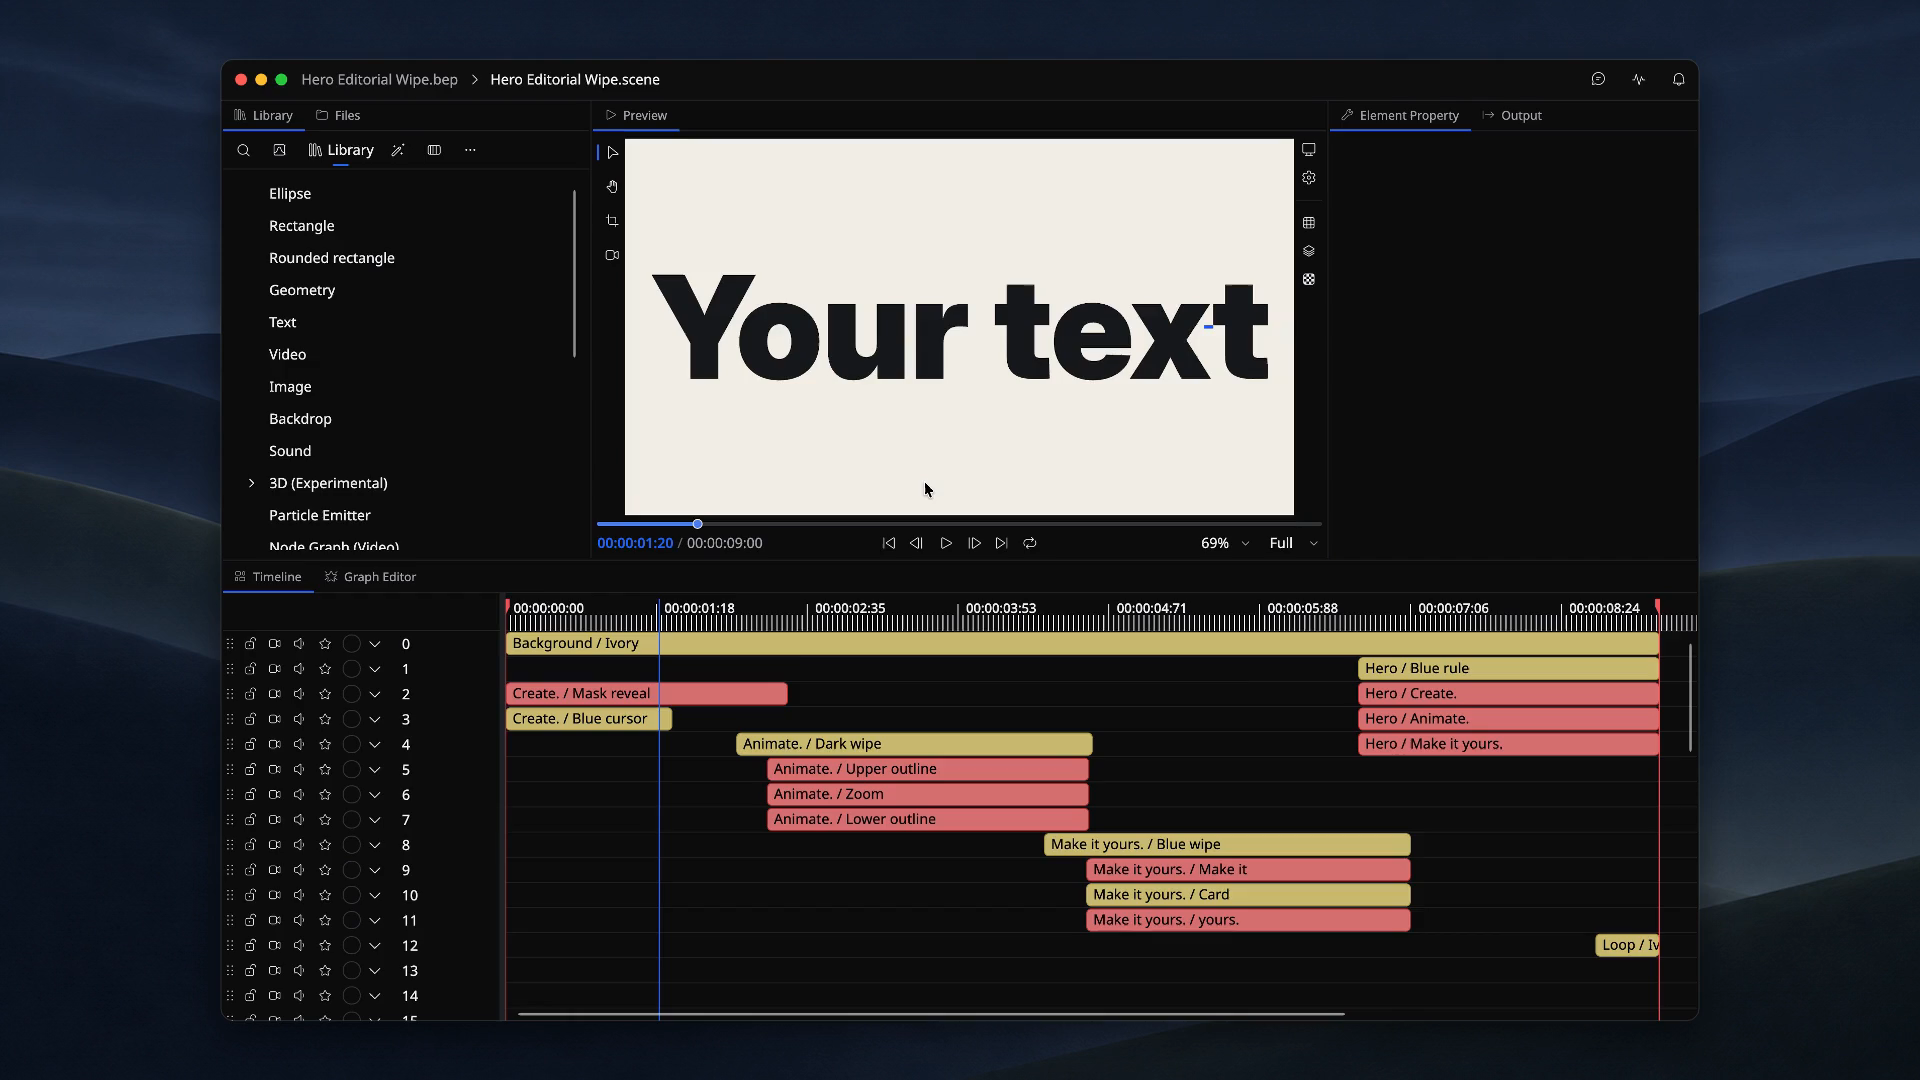 Hero Editorial Wipe.bep > Hero Editorial Wipe.scene
Library Files
Preview
Element Property Output
Library
Ellipse
Rectangle
Rounded rectangle
Geometry
Text
Video
Image
Backdrop
Sound
3D (Experimental)
Particle Emitter
Node Graph (Video)
Your text
00:00:01:20 / 00:00:09:00
69% Full
Timeline Graph Editor
00:00:00:00 00:00:01:18 00:00:02:35 00:00:03:53 00:00:04:71 00:00:05:88 00:00:07:06 00:00:08:24
0 Background / Ivory
1 Hero / Blue rule
2 Create. / Mask reveal Hero / Create.
3 Create. / Blue cursor Hero / Animate.
4 Animate. / Dark wipe Hero / Make it yours.
5 Animate. / Upper outline
6 Animate. / Zoom
7 Animate. / Lower outline
8 Make it yours. / Blue wipe
9 Make it yours. / Make it
10 Make it yours. / Card
11 Make it yours. / yours.
12 Loop / Iv
13
14
15